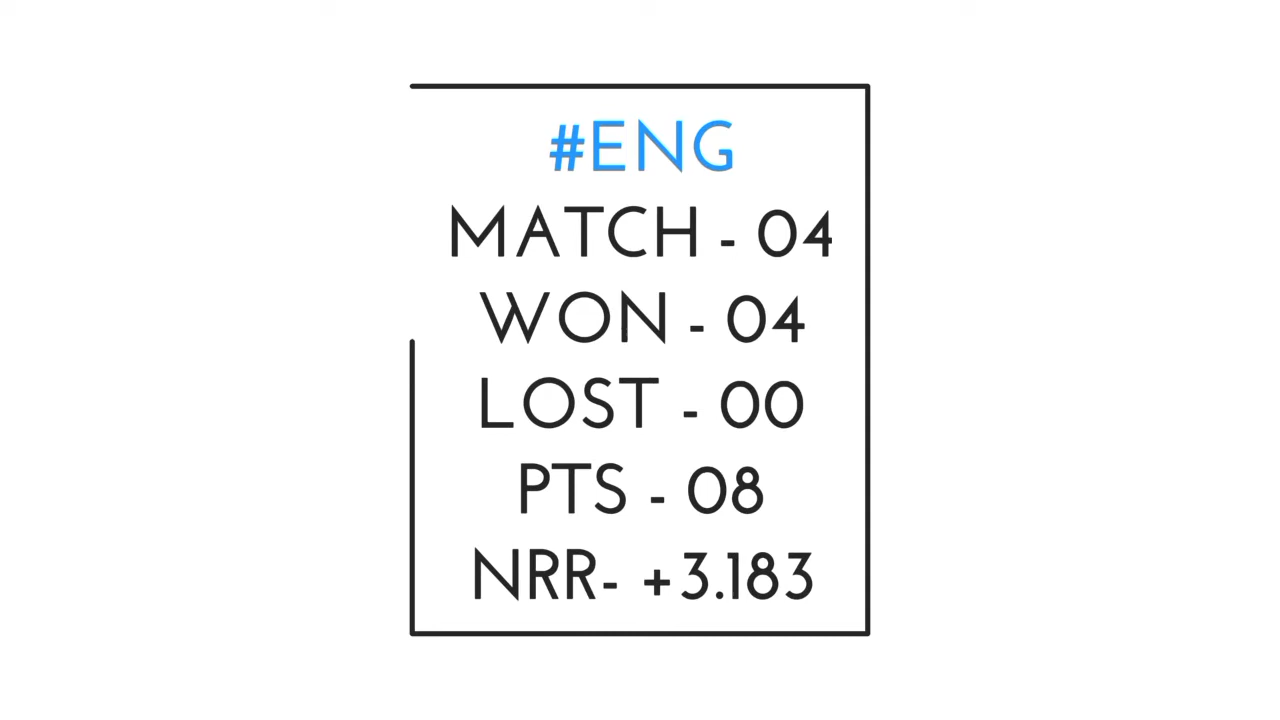 #ENG
MATCH - 04
WON - 04
LOST - 00
PTS - 08
NRR- +3.183